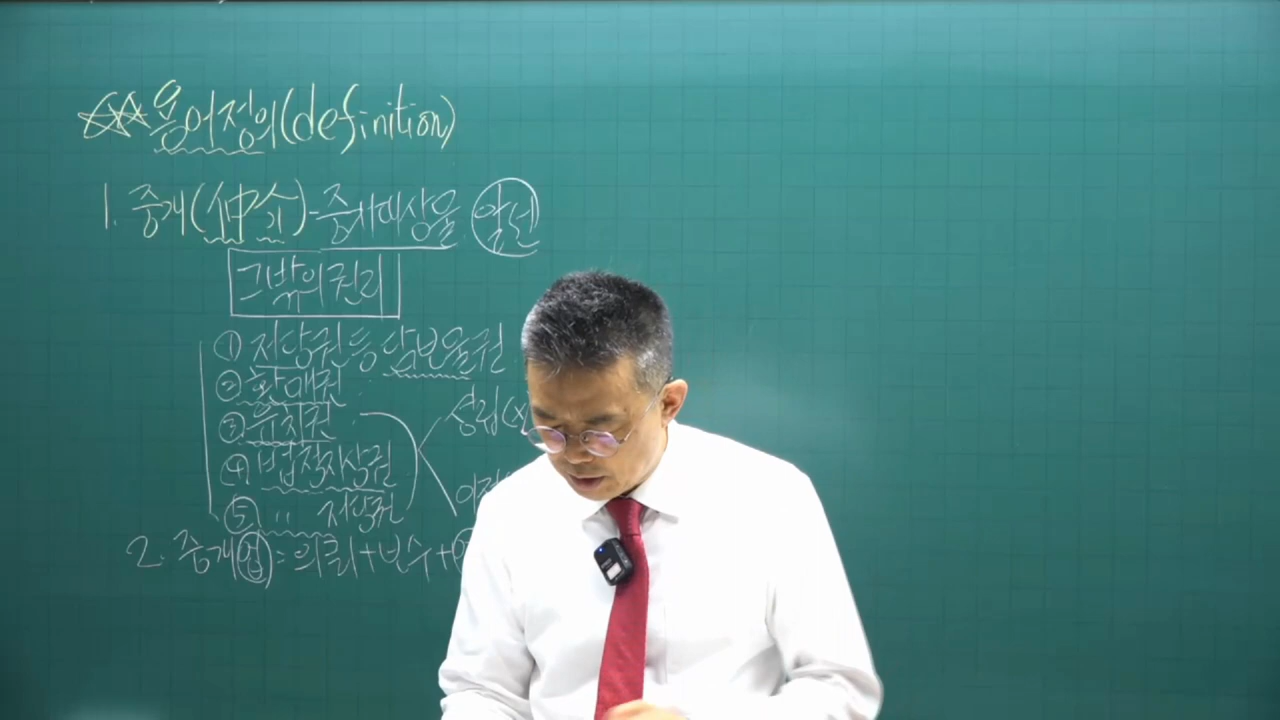 ☆☆용어정의(definition)
1. 중개(仲介)-중개대상물 알선
그밖의권리
① 저당권등 담보물권
② 환매권
③ 유치권
성립(x
④ 법정지상권
⑤ 〃 저당권
2. 중개업=의뢰+보수+